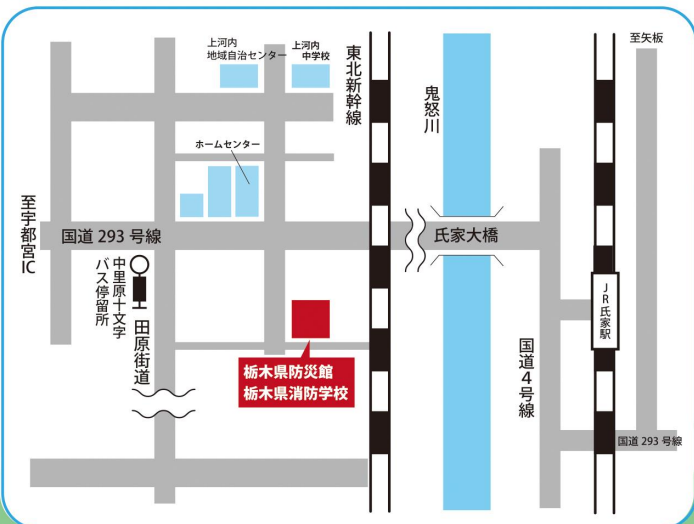 上河内
地域自治センター
上河内
中学校
東北新幹線
鬼怒川
至矢板
ホームセンター
至宇都宮IC
国道 293 号線
氏家大橋
中里原十文字
バス停留所
田原街道
JR氏家駅
国道4号線
栃木県防災館
栃木県消防学校
国道 293 号線